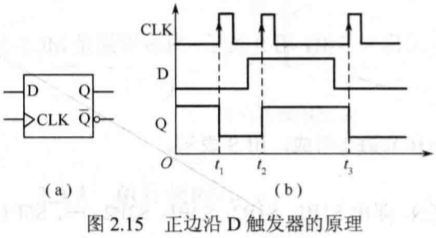 D Q
CLK Q̄
(a)
CLK
D
Q
O t₁ t₂ t₃
(b)
图 2.15 正边沿 D 触发器的原理